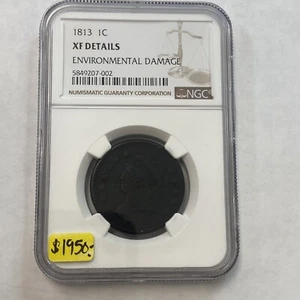 1813 1C
XF DETAILS
ENVIRONMENTAL DAMAGE
5849207-002
NUMISMATIC GUARANTY CORPORATION
NGC
$1950.-